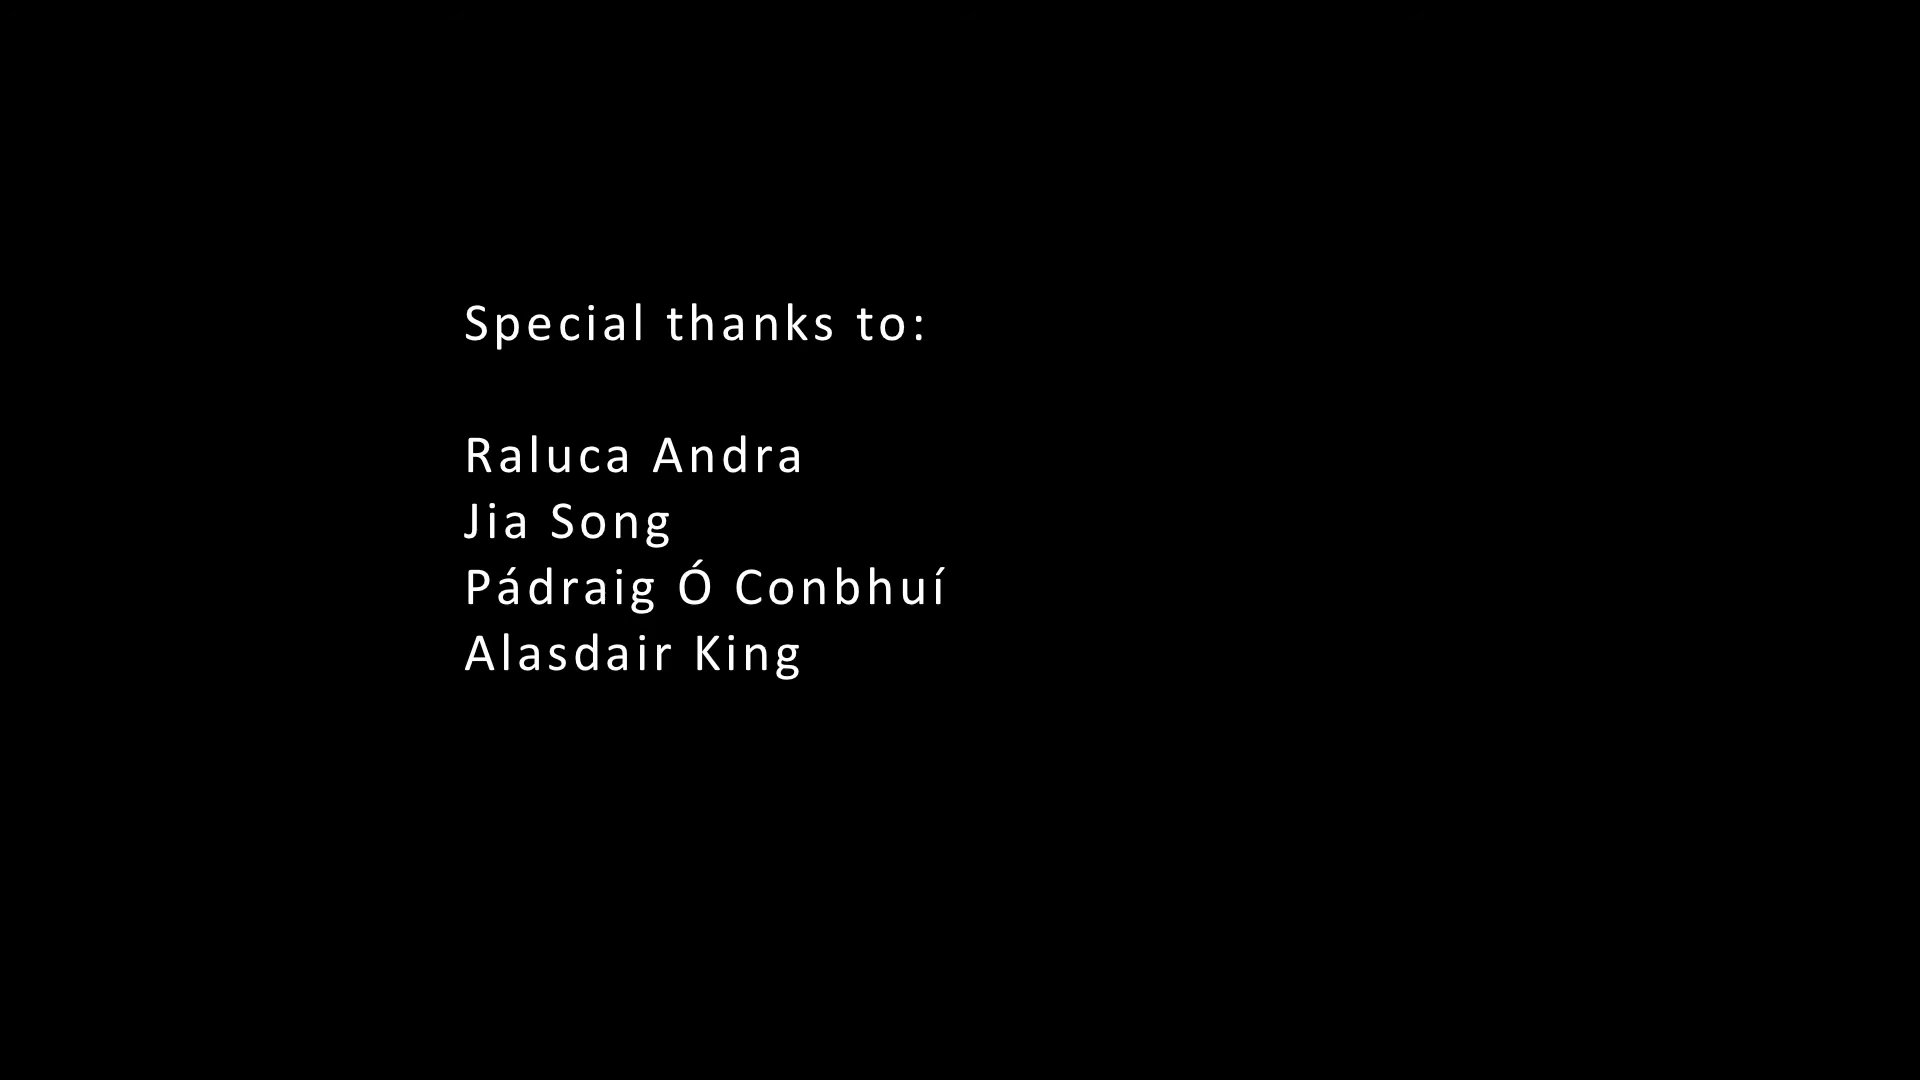 Special thanks to:
Raluca Andra
Jia Song
Pádraig Ó Conbhuí
Alasdair King